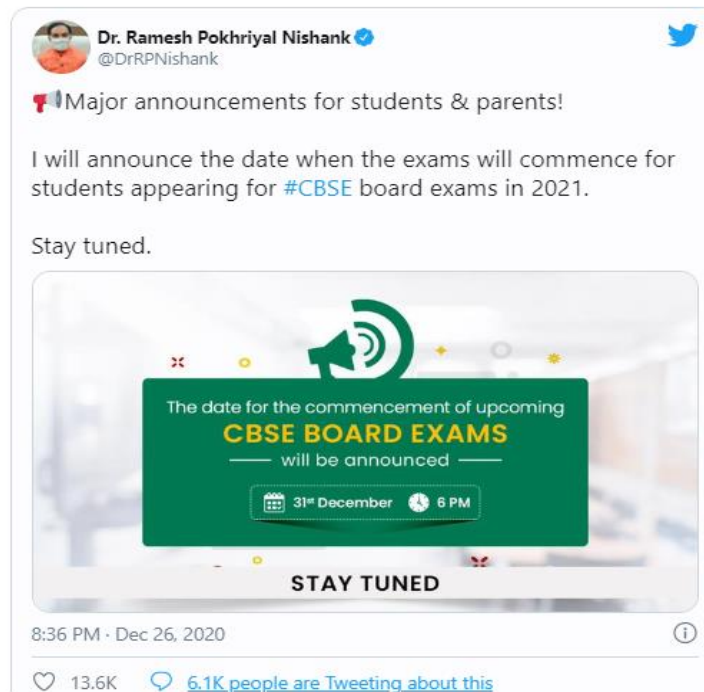 Dr. Ramesh Pokhriyal Nishank
@DrRPNishank
Major announcements for students & parents!
I will announce the date when the exams will commence for
students appearing for #CBSE board exams in 2021.
Stay tuned.
The date for the commencement of upcoming
CBSE BOARD EXAMS
will be announced
31st December 6 PM
STAY TUNED
8:36 PM · Dec 26, 2020
13.6K 6.1K people are Tweeting about this